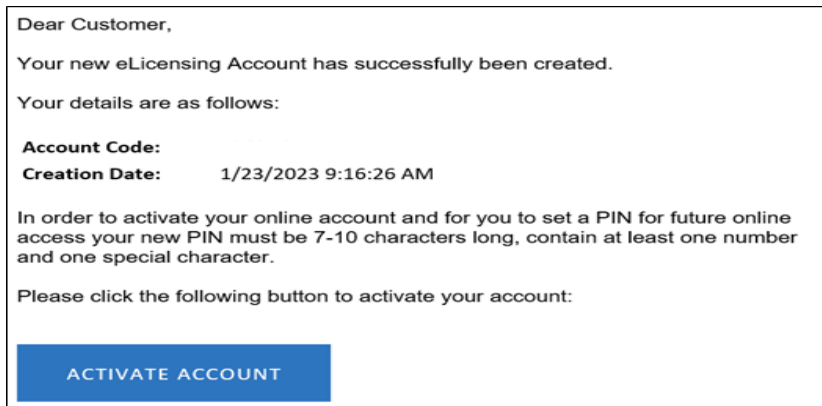 Dear Customer,
Your new eLicensing Account has successfully been created.
Your details are as follows:
Account Code:
Creation Date: 1/23/2023 9:16:26 AM
In order to activate your online account and for you to set a PIN for future online
access your new PIN must be 7-10 characters long, contain at least one number
and one special character.
Please click the following button to activate your account:
ACTIVATE ACCOUNT